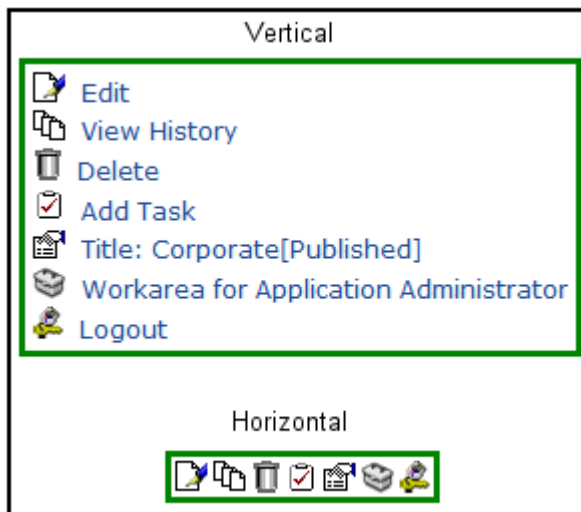 Vertical
Edit
View History
Delete
Add Task
Title: Corporate[Published]
Workarea for Application Administrator
Logout
Horizontal